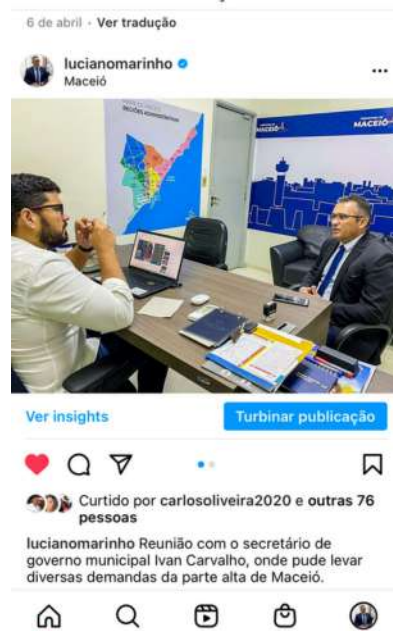 6 de abril · Ver tradução
lucianomarinho
Maceió
REGIÕES ADMINISTRATIVAS
MACEIÓ
MACEIÓ
Ver insights
Turbinar publicação
Curtido por carlosoliveira2020 e outras 76
pessoas
lucianomarinho Reunião com o secretário de
governo municipal Ivan Carvalho, onde pude levar
diversas demandas da parte alta de Maceió.